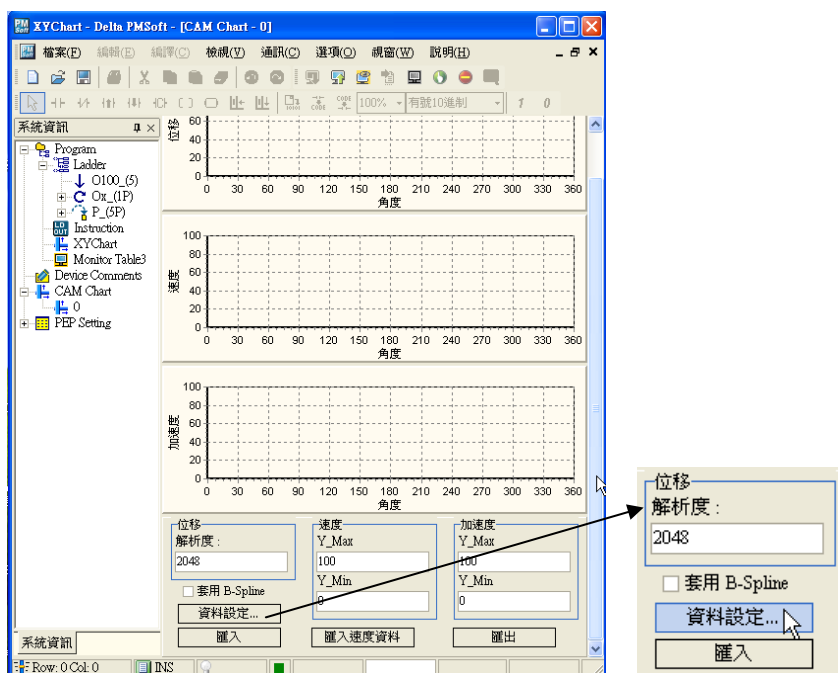 XYChart - Delta PMSoft - [CAM Chart - 0]
檔案(F) 編輯(E) 編譯(C) 檢視(V) 通訊(C) 選項(O) 視窗(W) 說明(H)
100% 有號10進制 1 0
系統資訊
Program
Ladder
O100_(5)
Ox_(1P)
P_(5P)
Instruction
XYChart
Monitor Table3
Device Comments
CAM Chart
0
PEP Setting
系統資訊
位移
60
40
20
0
0 30 60 90 120 150 180 210 240 270 300 330 360
角度
速度
100
80
60
40
20
0
0 30 60 90 120 150 180 210 240 270 300 330 360
角度
加速度
100
80
60
40
20
0
0 30 60 90 120 150 180 210 240 270 300 330 360
角度
位移
解析度 :
2048
套用 B-Spline
資料設定...
匯入
速度
Y_Max
100
Y_Min
0
匯入速度資料
加速度
Y_Max
100
Y_Min
0
匯出
Row: 0 Col: 0 INS
位移
解析度 :
2048
套用 B-Spline
資料設定...
匯入